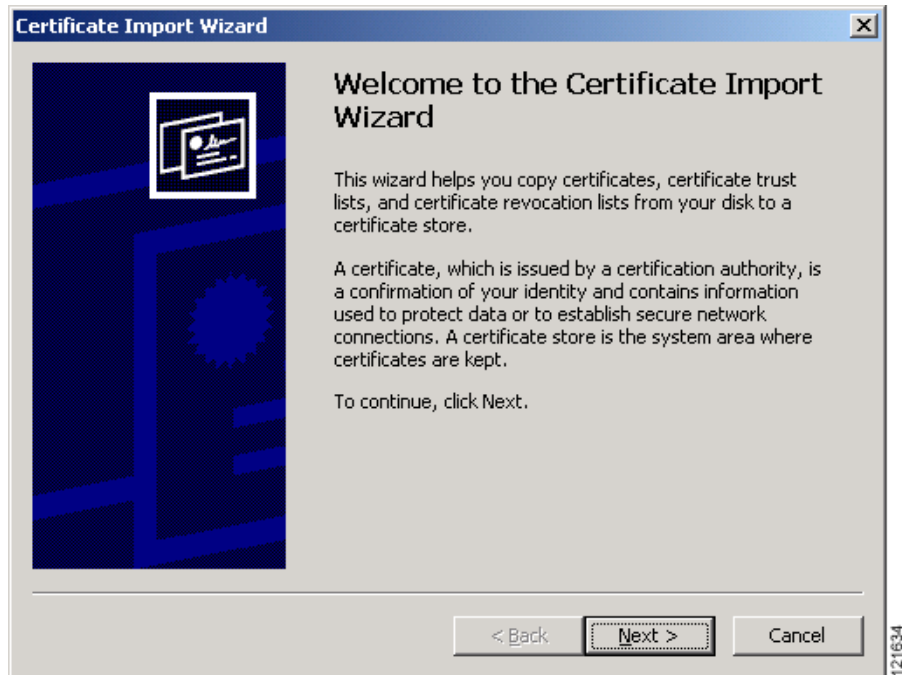 Certificate Import Wizard
Welcome to the Certificate Import
Wizard
This wizard helps you copy certificates, certificate trust
lists, and certificate revocation lists from your disk to a
certificate store.
A certificate, which is issued by a certification authority, is
a confirmation of your identity and contains information
used to protect data or to establish secure network
connections. A certificate store is the system area where
certificates are kept.
To continue, click Next.
< Back
Next >
Cancel
121634